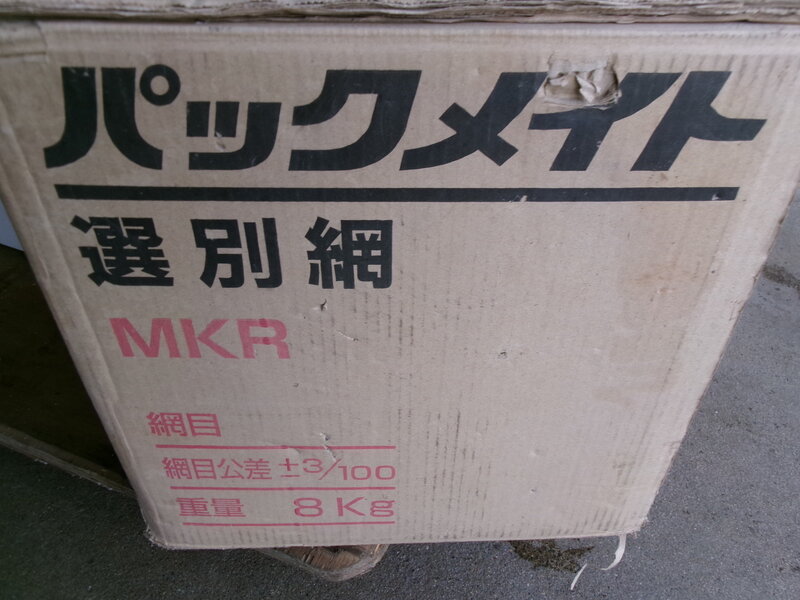 パックメイト
選別網
MKR
網目
網目公差 ±3/100
重量 8Kg